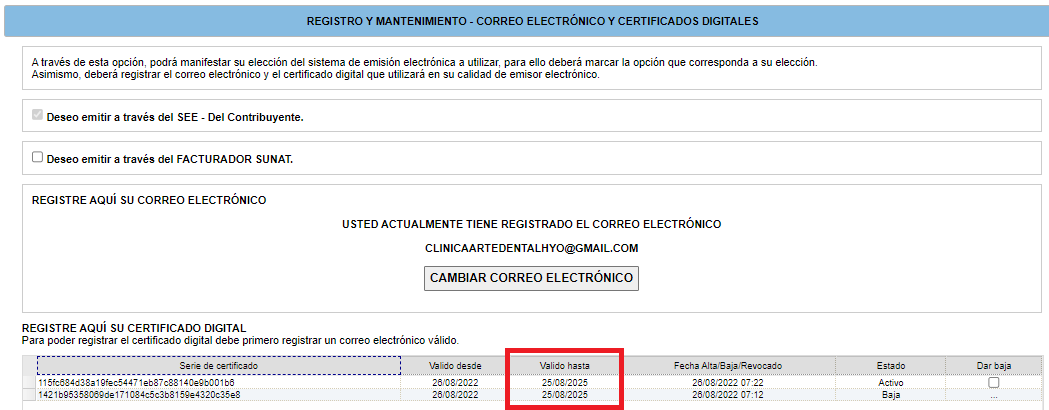 REGISTRO Y MANTENIMIENTO - CORREO ELECTRÓNICO Y CERTIFICADOS DIGITALES
A través de esta opción, podrá manifestar su elección del sistema de emisión electrónica a utilizar, para ello deberá marcar la opción que corresponda a su elección.
Asimismo, deberá registrar el correo electrónico y el certificado digital que utilizará en su calidad de emisor electrónico.
Deseo emitir a través del SEE - Del Contribuyente.
Deseo emitir a través del FACTURADOR SUNAT.
REGISTRE AQUÍ SU CORREO ELECTRÓNICO
USTED ACTUALMENTE TIENE REGISTRADO EL CORREO ELECTRÓNICO
CLINICAARTEDENTALHYO@GMAIL.COM
CAMBIAR CORREO ELECTRÓNICO
REGISTRE AQUÍ SU CERTIFICADO DIGITAL
Para poder registrar el certificado digital debe primero registrar un correo electrónico válido.
Serie de certificado Valido desde Valido hasta Fecha Alta/Baja/Revocado Estado Dar baja
115fc684d38a19fec54471eb87c88140e9b001b6 26/08/2022 25/08/2025 26/08/2022 07:22 Activo
1421b95358069de171084c5c3b8159e4320c35e8 26/08/2022 25/08/2025 26/08/2022 07:12 Baja ...